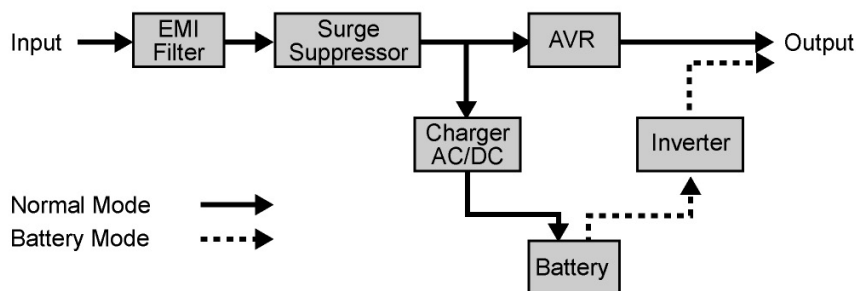 Input
EMI
Filter
Surge
Suppressor
AVR
Output
Charger
AC/DC
Inverter
Normal Mode
Battery Mode
Battery